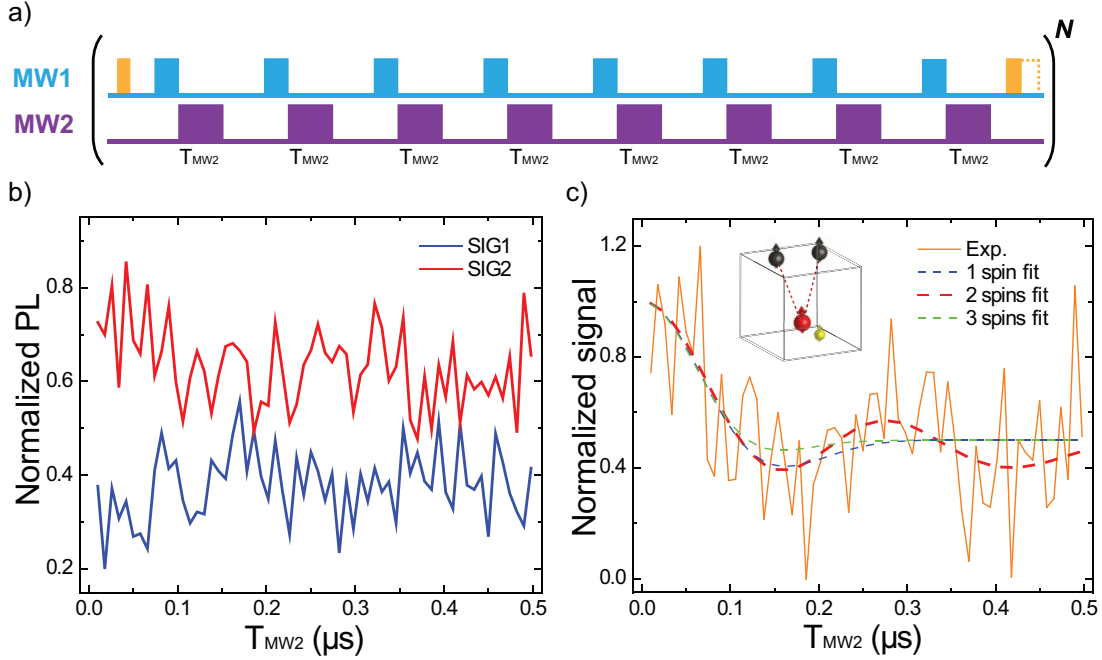 a)
N
MW1
MW2
TMW2 TMW2 TMW2 TMW2 TMW2 TMW2 TMW2 TMW2
b)
SIG1
SIG2
0.8
0.6
0.4
0.2
Normalized PL
0.0 0.1 0.2 0.3 0.4 0.5
TMW2 (µs)
c)
Exp.
1 spin fit
2 spins fit
3 spins fit
1.2
0.8
0.4
0.0
Normalized signal
0.0 0.1 0.2 0.3 0.4 0.5
TMW2 (µs)